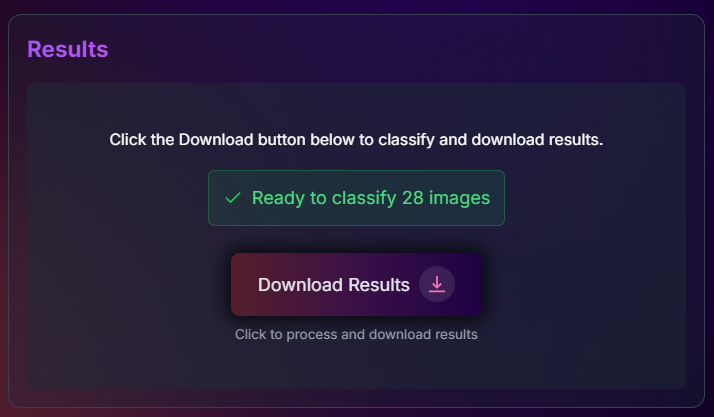 Results
Click the Download button below to classify and download results.
Ready to classify 28 images
Download Results
Click to process and download results